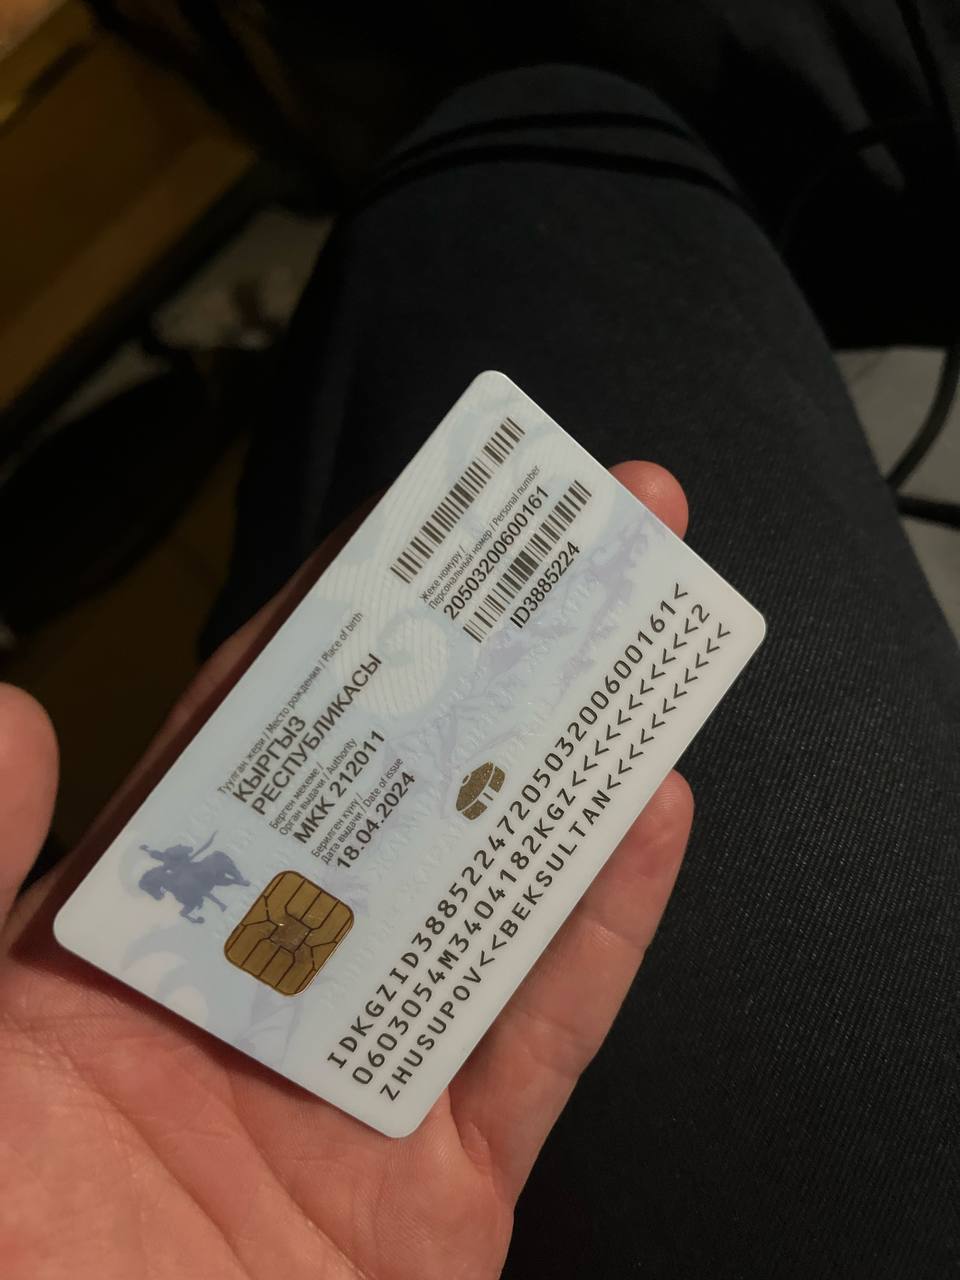 Жеке номуру /
Персональный номер / Personal number
20503200600161
ID3885224
Туулган жери / Место рождения / Place of birth
КЫРГЫЗ
РЕСПУБЛИКАСЫ
Берген мекеме /
Орган выдачи / Authority
МКК 212011
Берилген күнү /
Дата выдачи / Date of issue
18.04.2024
IDKGZID3885224720503200600161<
0603054M3404182KGZ<<<<<<<<<<<2
ZHUSUPOV<<BEKSULTAN<<<<<<<<<<<